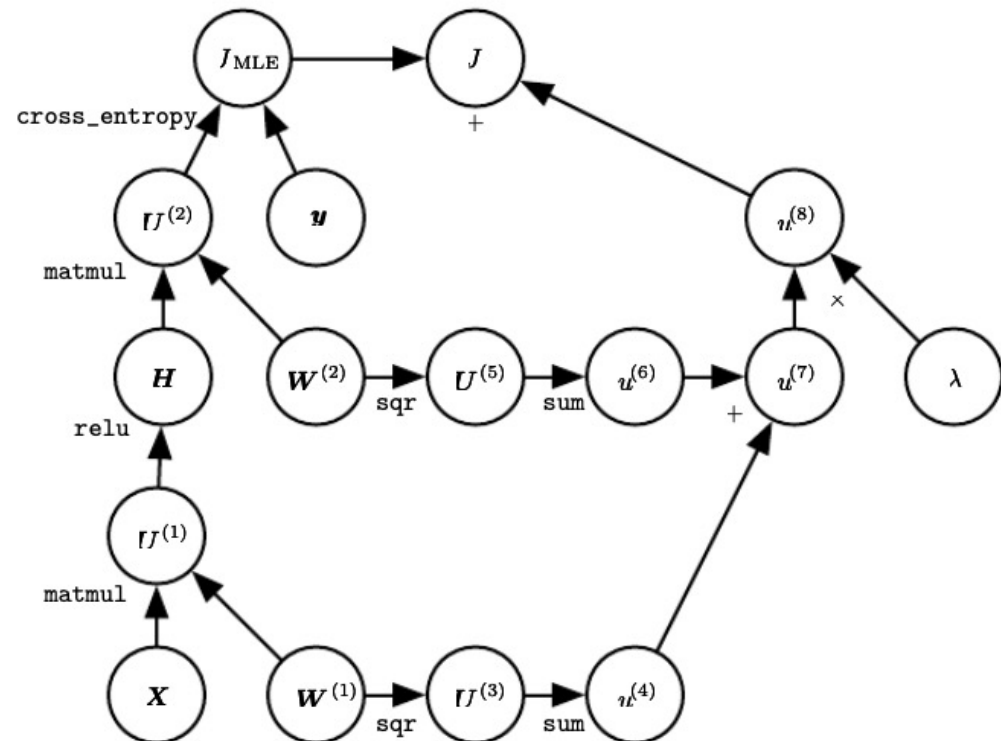 J_MLE J
cross_entropy +
U^(2) y u^(8)
matmul ×
H W^(2) U^(5) u^(6) u^(7) λ
sqr sum +
relu
U^(1)
matmul
X W^(1) U^(3) u^(4)
sqr sum